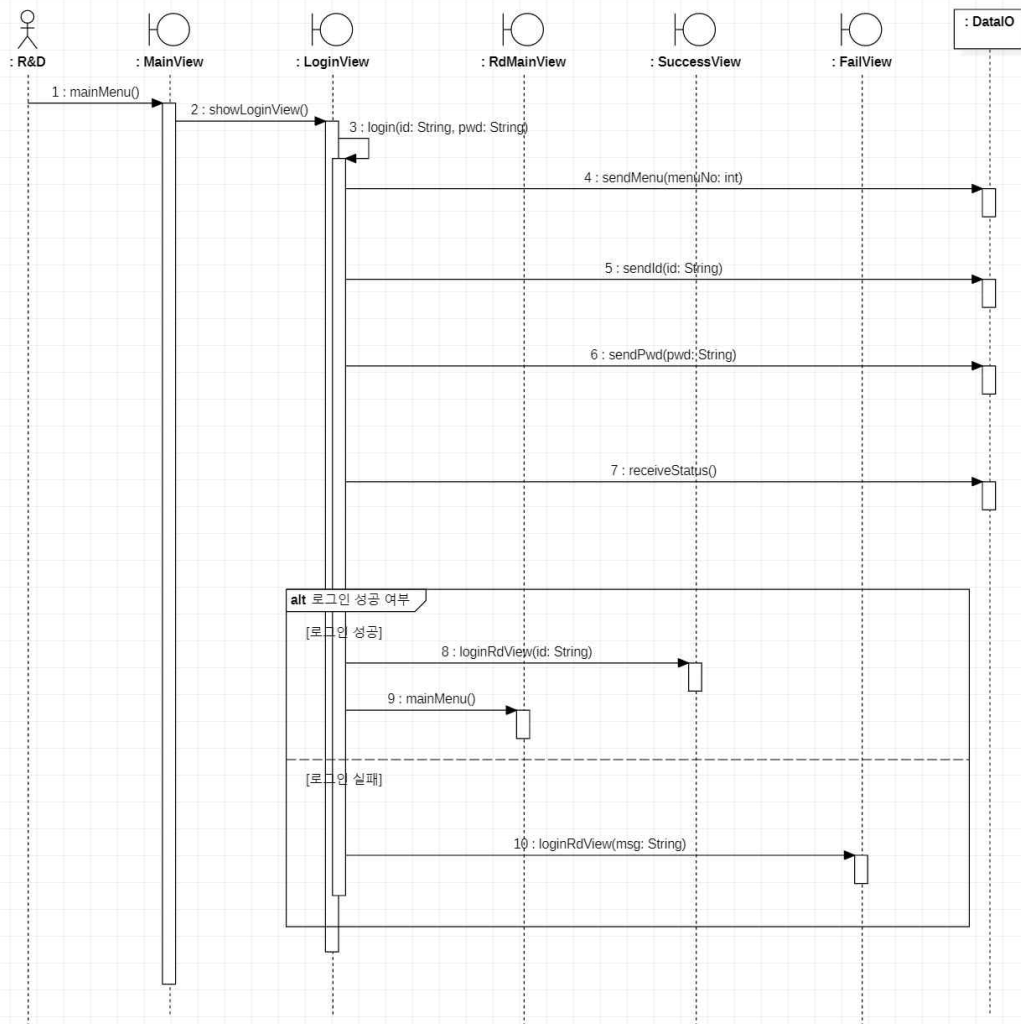 : R&D
: MainView
: LoginView
: RdMainView
: SuccessView
: FailView
: DataIO
1 : mainMenu()
2 : showLoginView()
3 : login(id: String, pwd: String)
4 : sendMenu(menuNo: int)
5 : sendId(id: String)
6 : sendPwd(pwd: String)
7 : receiveStatus()
alt 로그인 성공 여부
[로그인 성공]
8 : loginRdView(id: String)
9 : mainMenu()
[로그인 실패]
10 : loginRdView(msg: String)